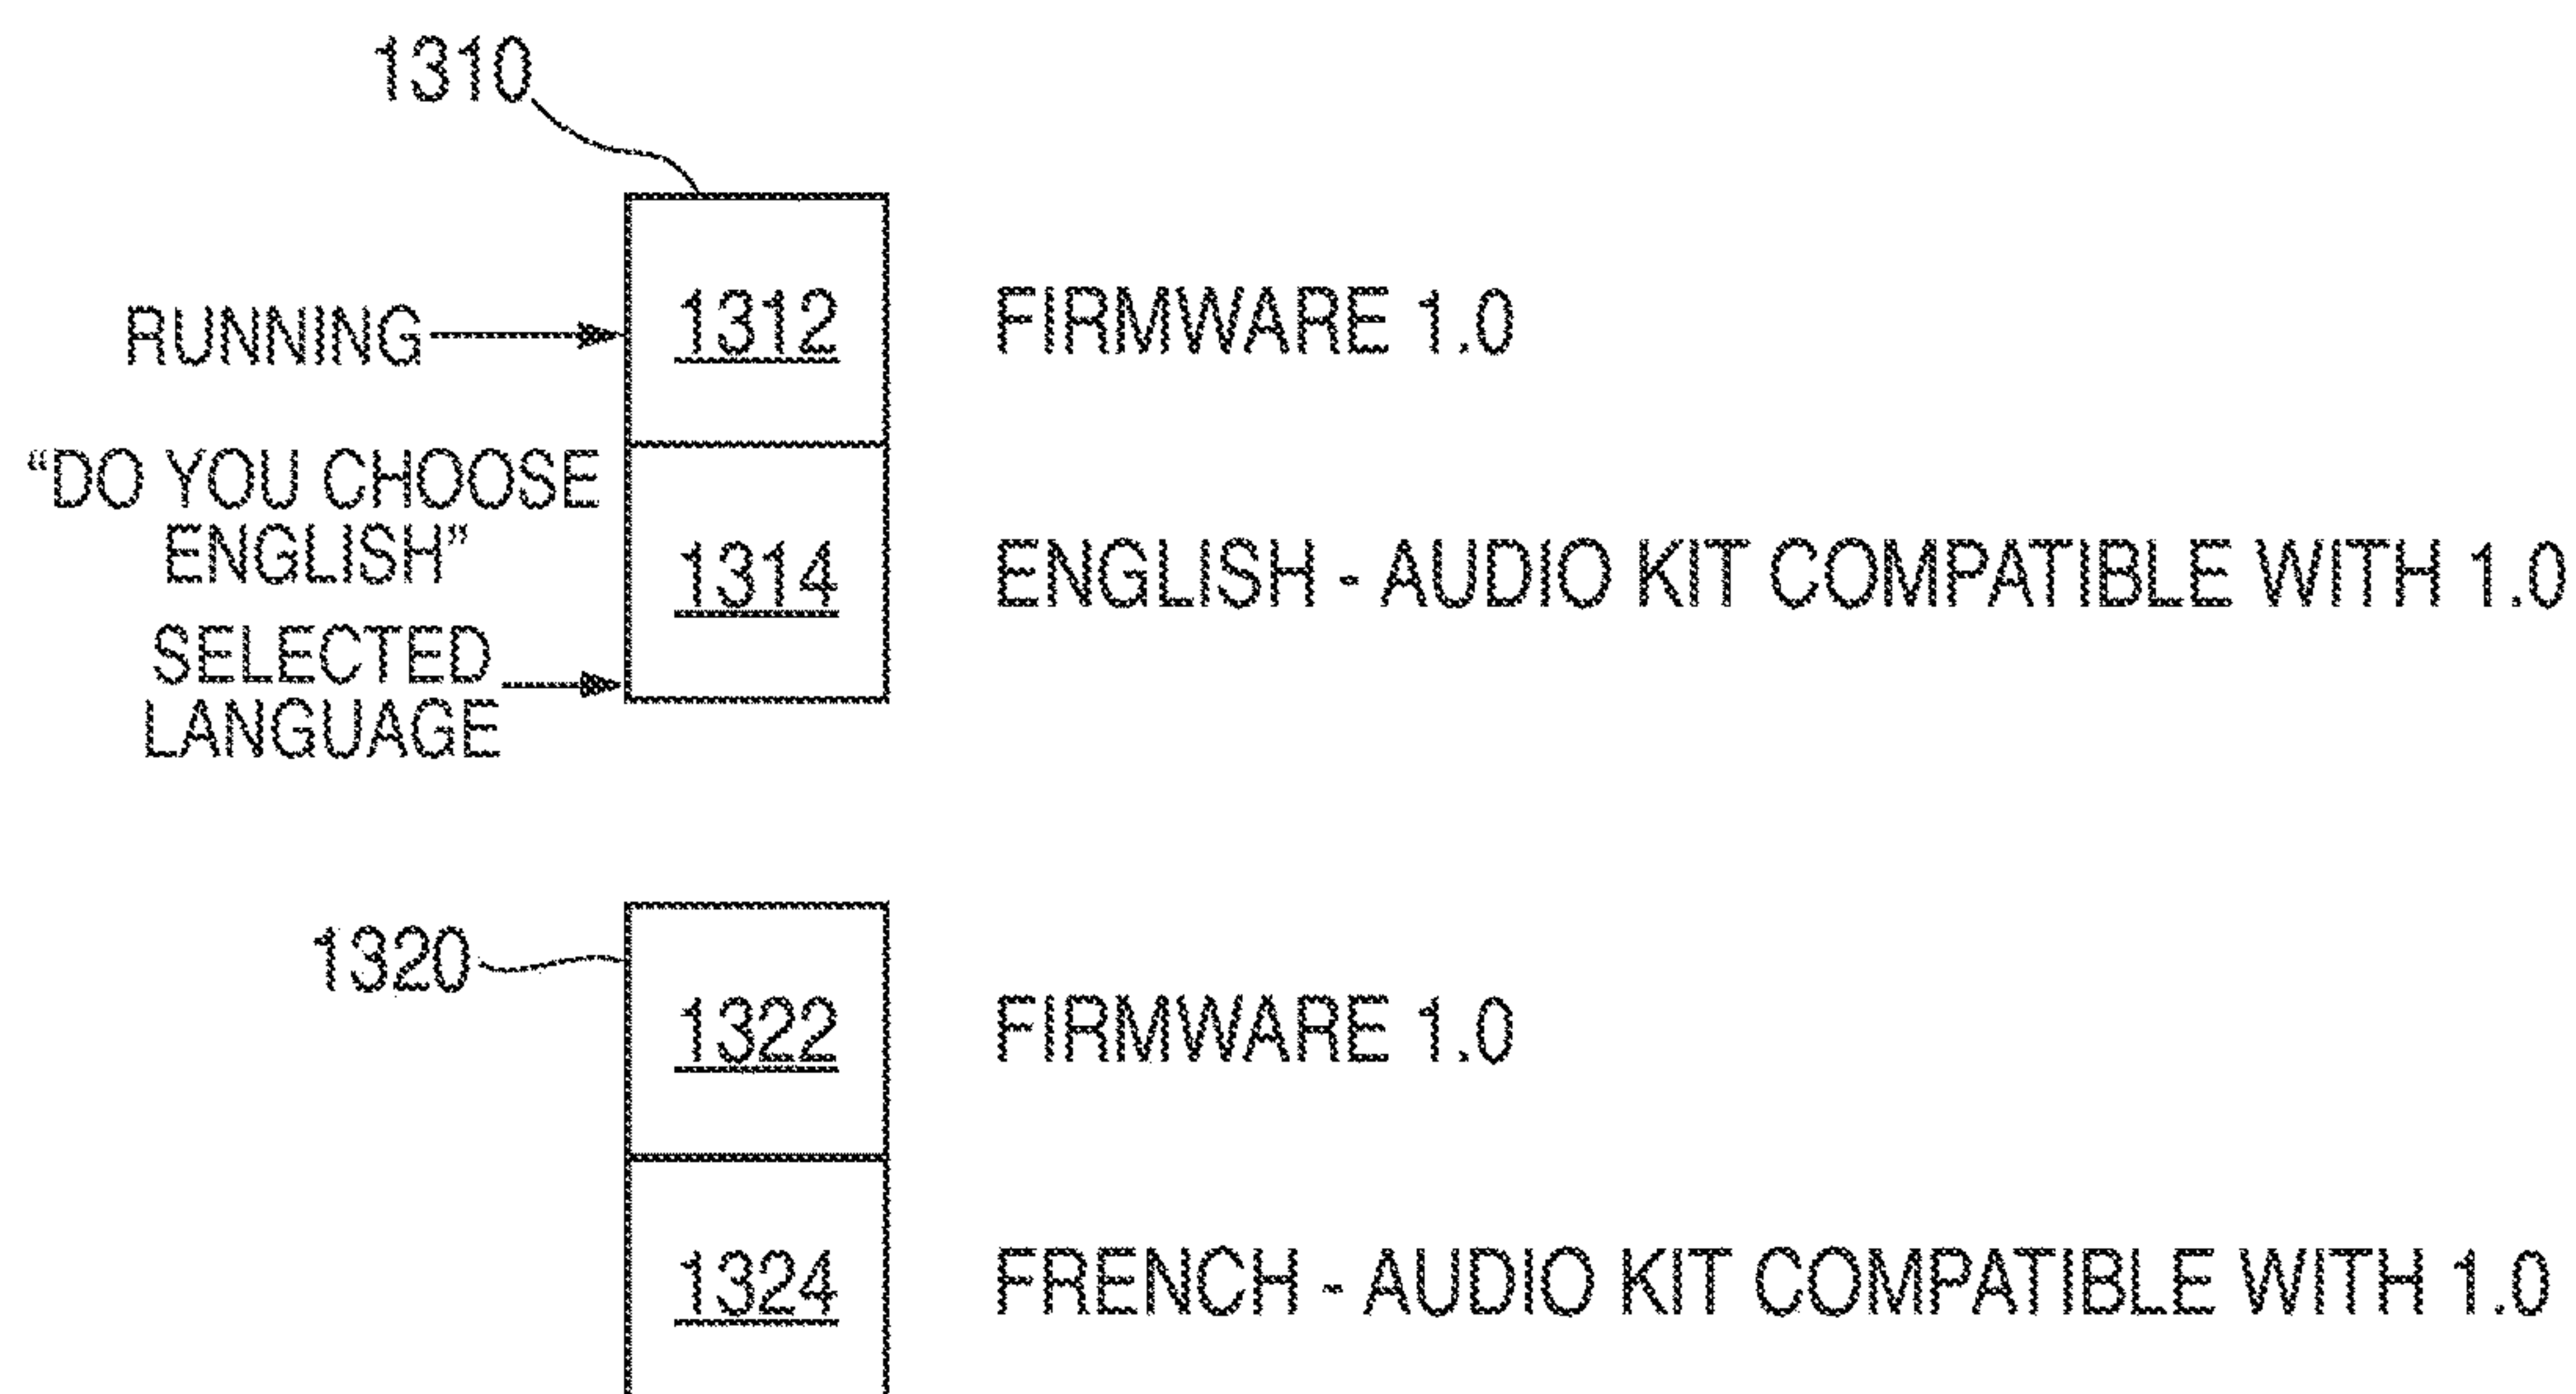 1310
RUNNING
1312
FIRMWARE 1.0
“DO YOU CHOOSE
ENGLISH”
1314
ENGLISH - AUDIO KIT COMPATIBLE WITH 1.0
SELECTED
LANGUAGE
1320
1322
FIRMWARE 1.0
1324
FRENCH - AUDIO KIT COMPATIBLE WITH 1.0